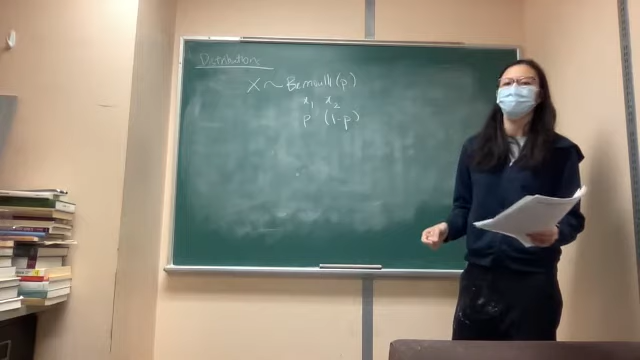 Distributions
X ~ Bernoulli (p)
x₁ x₂
p (1-p)